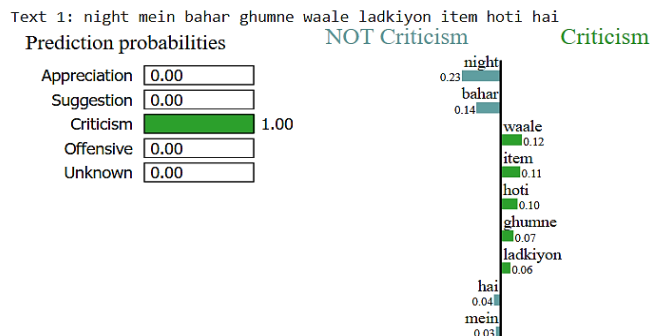 Text 1: night mein bahar ghumne waale ladkiyon item hoti hai
Prediction probabilities
Appreciation 0.00
Suggestion 0.00
Criticism 1.00
Offensive 0.00
Unknown 0.00
NOT Criticism Criticism
night
0.23
bahar
0.14
waale
0.12
item
0.11
hoti
0.10
ghumne
0.07
ladkiyon
0.06
hai
0.04
mein
0.03